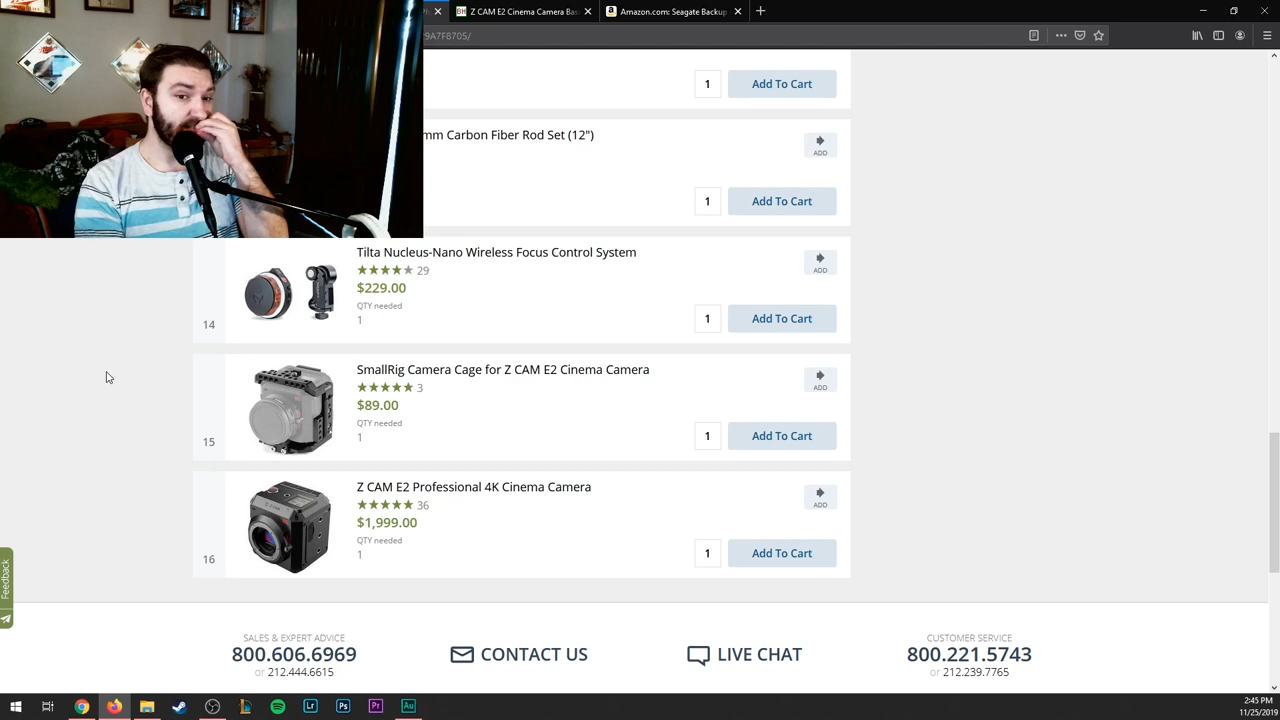 Z CAM E2 Cinema Camera Bas
Amazon.com: Seagate Backup
9A7F8705/
1
Add To Cart
mm Carbon Fiber Rod Set (12")
ADD
1
Add To Cart
14
Tilta Nucleus-Nano Wireless Focus Control System
29
$229.00
QTY needed
1
ADD
1
Add To Cart
15
SmallRig Camera Cage for Z CAM E2 Cinema Camera
3
$89.00
QTY needed
1
ADD
1
Add To Cart
16
Z CAM E2 Professional 4K Cinema Camera
36
$1,999.00
QTY needed
1
ADD
1
Add To Cart
Feedback
SALES & EXPERT ADVICE
800.606.6969
or 212.444.6615
CONTACT US
LIVE CHAT
CUSTOMER SERVICE
800.221.5743
or 212.239.7765
Lr
Ps
Pr
Au
2:45 PM
11/25/2019